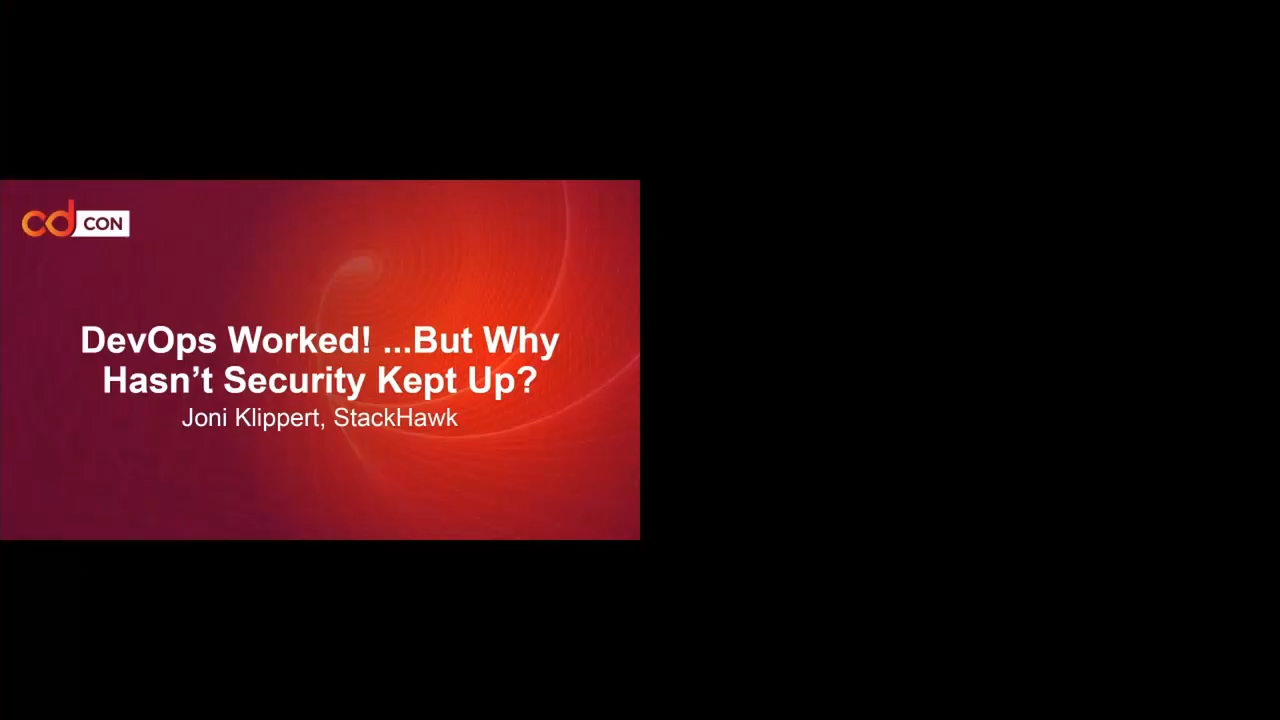 cd CON
DevOps Worked! ...But Why
Hasn’t Security Kept Up?
Joni Klippert, StackHawk